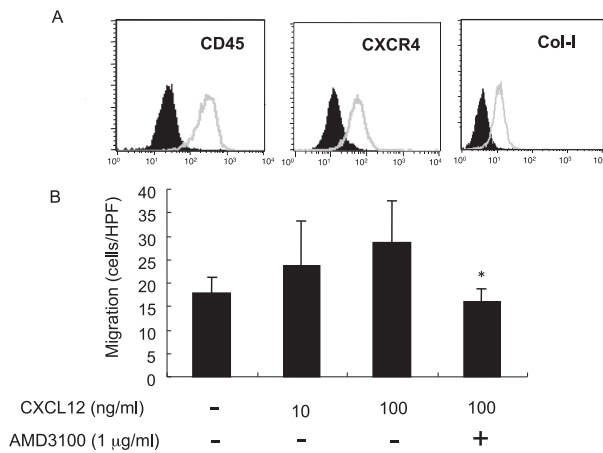 A
CD45
CXCR4
Col-I
10⁰ 10¹ 10² 10³ 10⁴
10⁰ 10¹ 10² 10³ 10⁴
10⁰ 10¹ 10² 10³ 10⁴
B
Migration (cells/HPF)
40
35
30
25
20
15
10
5
0
*
CXCL12 (ng/ml) - 10 100 100
AMD3100 (1 μg/ml) - - - +